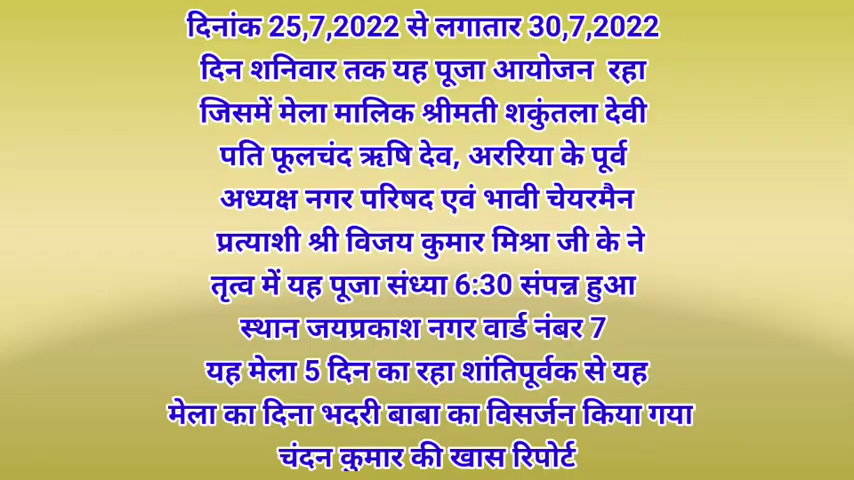 दिनांक 25,7,2022 से लगातार 30,7,2022
दिन शनिवार तक यह पूजा आयोजन रहा
जिसमें मेला मालिक श्रीमती शकुंतला देवी
पति फूलचंद ऋषि देव, अररिया के पूर्व
अध्यक्ष नगर परिषद एवं भावी चेयरमैन
प्रत्याशी श्री विजय कुमार मिश्रा जी के ने
तृत्व में यह पूजा संध्या 6:30 संपन्न हुआ
स्थान जयप्रकाश नगर वार्ड नंबर 7
यह मेला 5 दिन का रहा शांतिपूर्वक से यह
मेला का दिना भदरी बाबा का विसर्जन किया गया
चंदन कुमार की खास रिपोर्ट